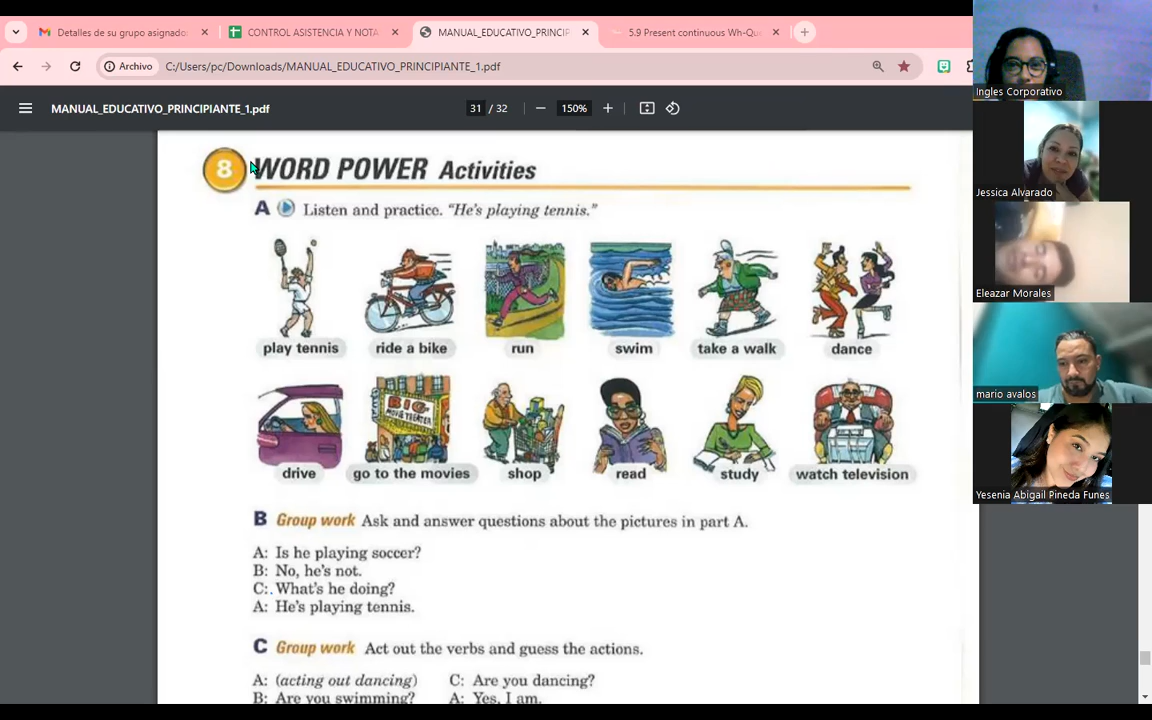 Detalles de su grupo asignado
CONTROL ASISTENCIA Y NOTA
MANUAL_EDUCATIVO_PRINCIP
5.9 Present continuous Wh-Que
Archivo
C:/Users/pc/Downloads/MANUAL_EDUCATIVO_PRINCIPIANTE_1.pdf
MANUAL_EDUCATIVO_PRINCIPIANTE_1.pdf
31 / 32
150%
Ingles Corporativo
Jessica Alvarado
Eleazar Morales
mario avalos
Yesenia Abigail Pineda Funes
8 WORD POWER Activities
A Listen and practice. "He's playing tennis."
play tennis ride a bike run swim take a walk dance
BIG
MOVIE THEATER
drive go to the movies shop read study watch television
B Group work Ask and answer questions about the pictures in part A.
A: Is he playing soccer?
B: No, he's not.
C:. What's he doing?
A: He's playing tennis.
C Group work Act out the verbs and guess the actions.
A: (acting out dancing) C: Are you dancing?
B: Are you swimming? A: Yes, I am.